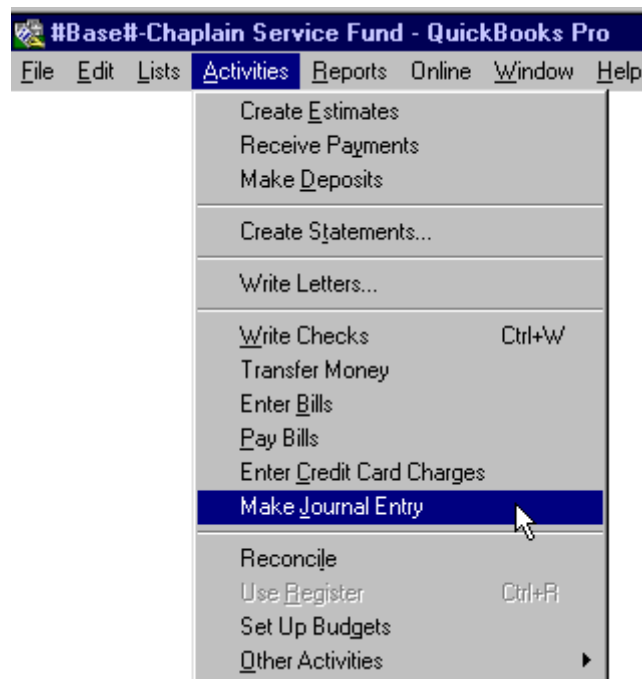 #Base#-Chaplain Service Fund - QuickBooks Pro
File Edit Lists Activities Reports Online Window Help
Create Estimates
Receive Payments
Make Deposits
Create Statements...
Write Letters...
Write Checks Ctrl+W
Transfer Money
Enter Bills
Pay Bills
Enter Credit Card Charges
Make Journal Entry
Reconcile
Use Register Ctrl+R
Set Up Budgets
Other Activities